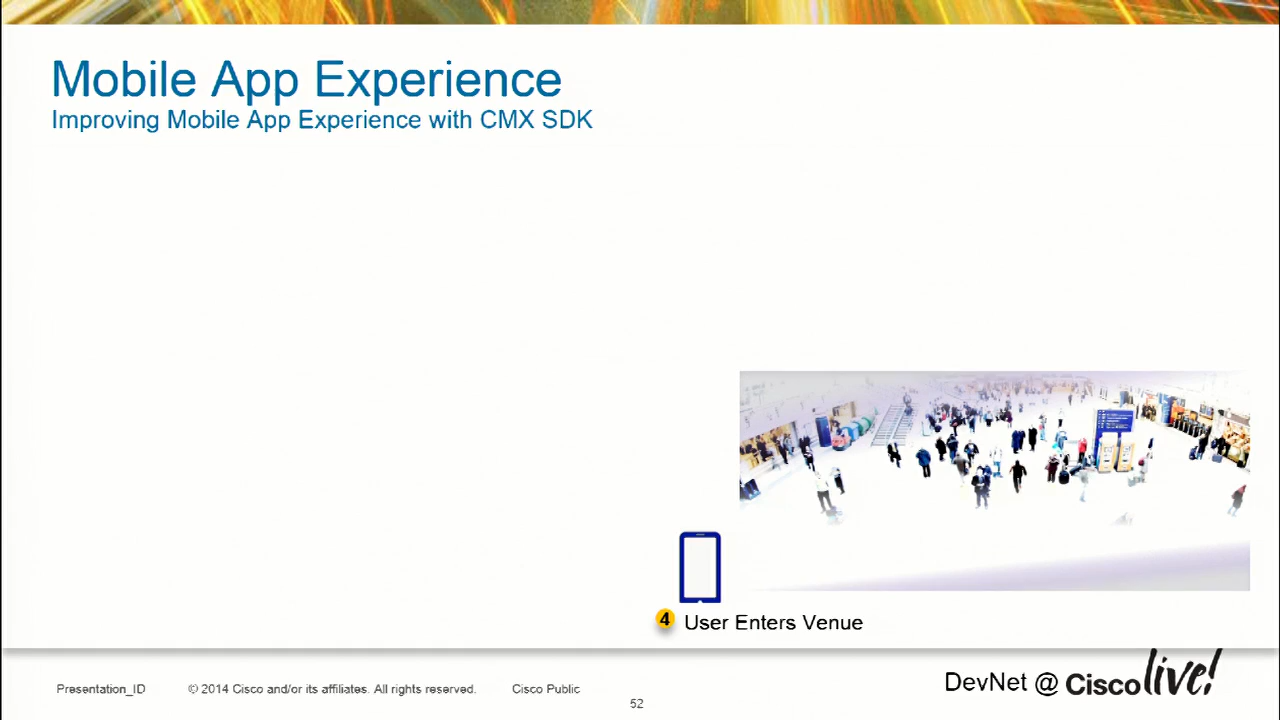 Mobile App Experience
Improving Mobile App Experience with CMX SDK
4 User Enters Venue
Presentation_ID © 2014 Cisco and/or its affiliates. All rights reserved. Cisco Public
52
DevNet @ Cisco live!